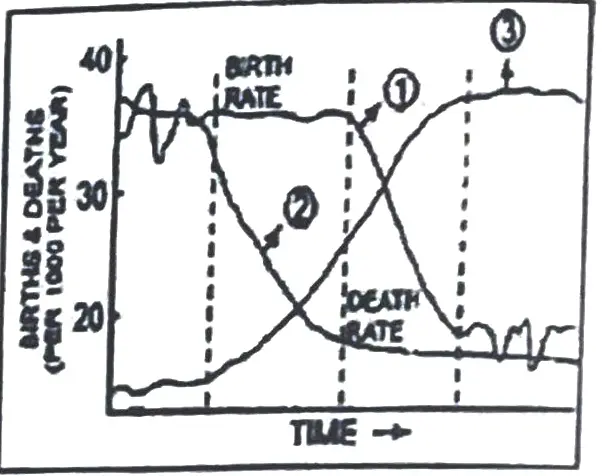 ③
40
BIRTH
RATE
①
BIRTHS & DEATHS
(PER 1000 PER YEAR)
30
②
20
DEATH
RATE
TIME →